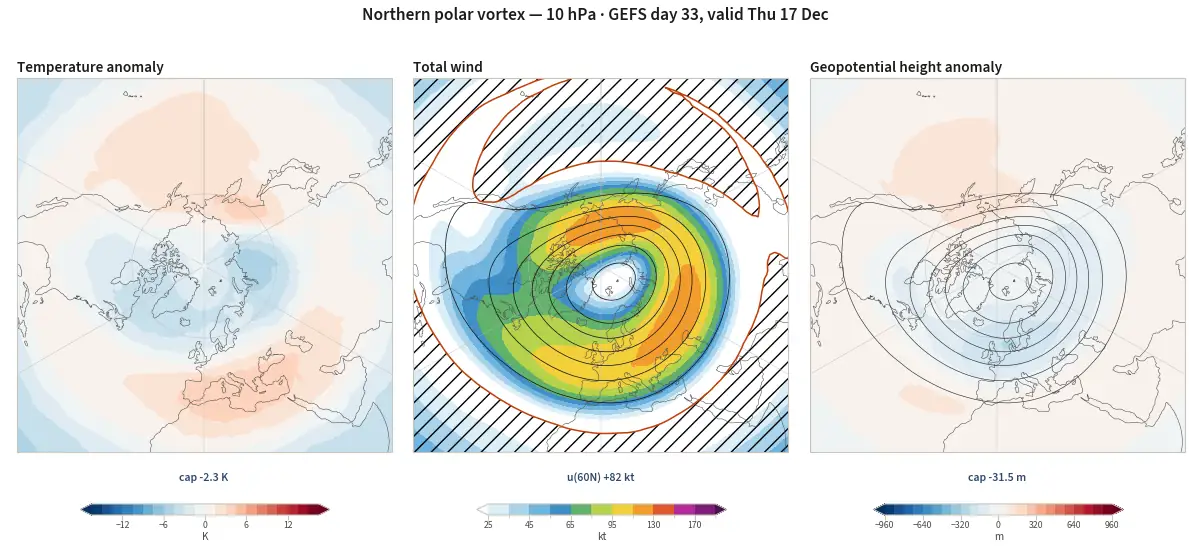 Northern polar vortex — 10 hPa · GEFS day 33, valid Thu 17 Dec
Temperature anomaly
Total wind
Geopotential height anomaly
cap -2.3 K
u(60N) +82 kt
cap -31.5 m
−12 −6 0 6 12
K
25 45 65 95 130 170
kt
−960 −640 −320 0 320 640 960
m